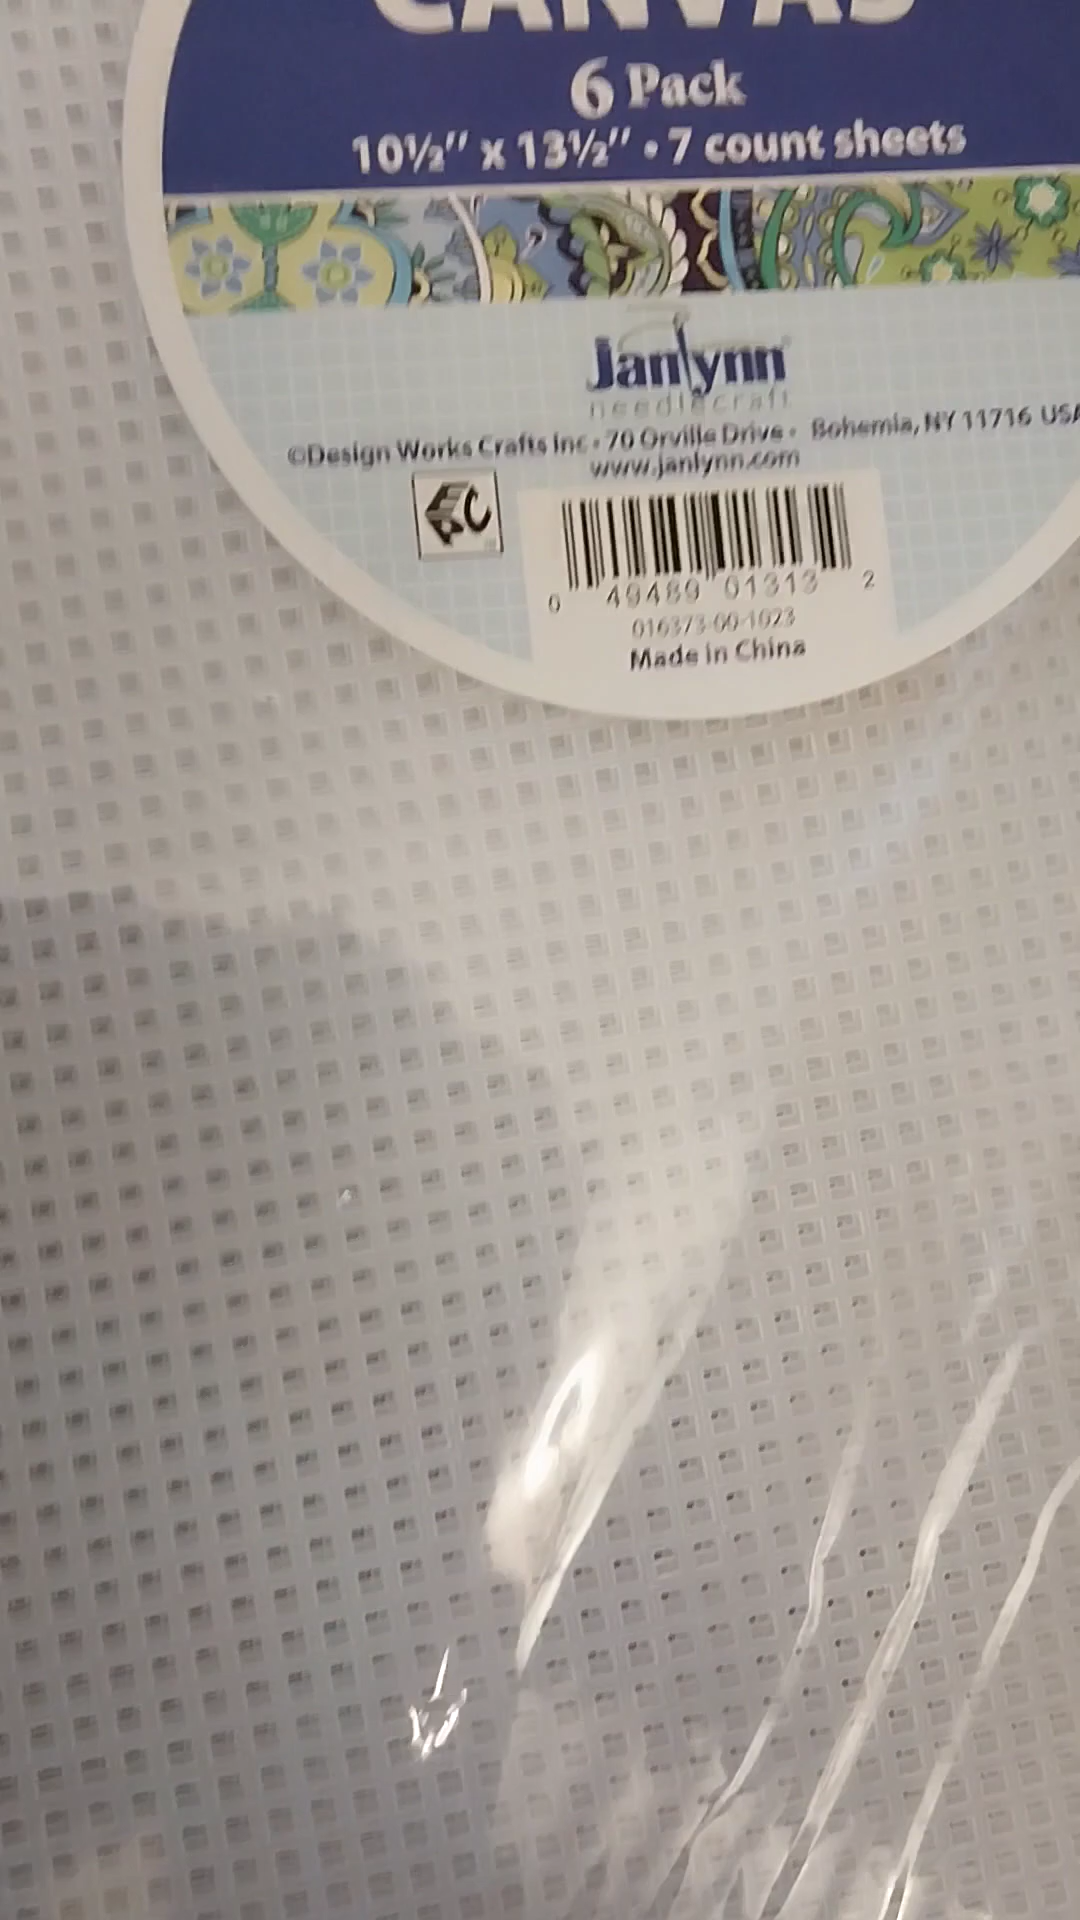 CANVAS
6 Pack
10½" x 13½" • 7 count sheets
Janlynn
needlecraft
©Design Works Crafts Inc • 70 Orville Drive • Bohemia, NY 11716 USA
www.janlynn.com
0 49489 01313 2
016373-00-1023
Made in China